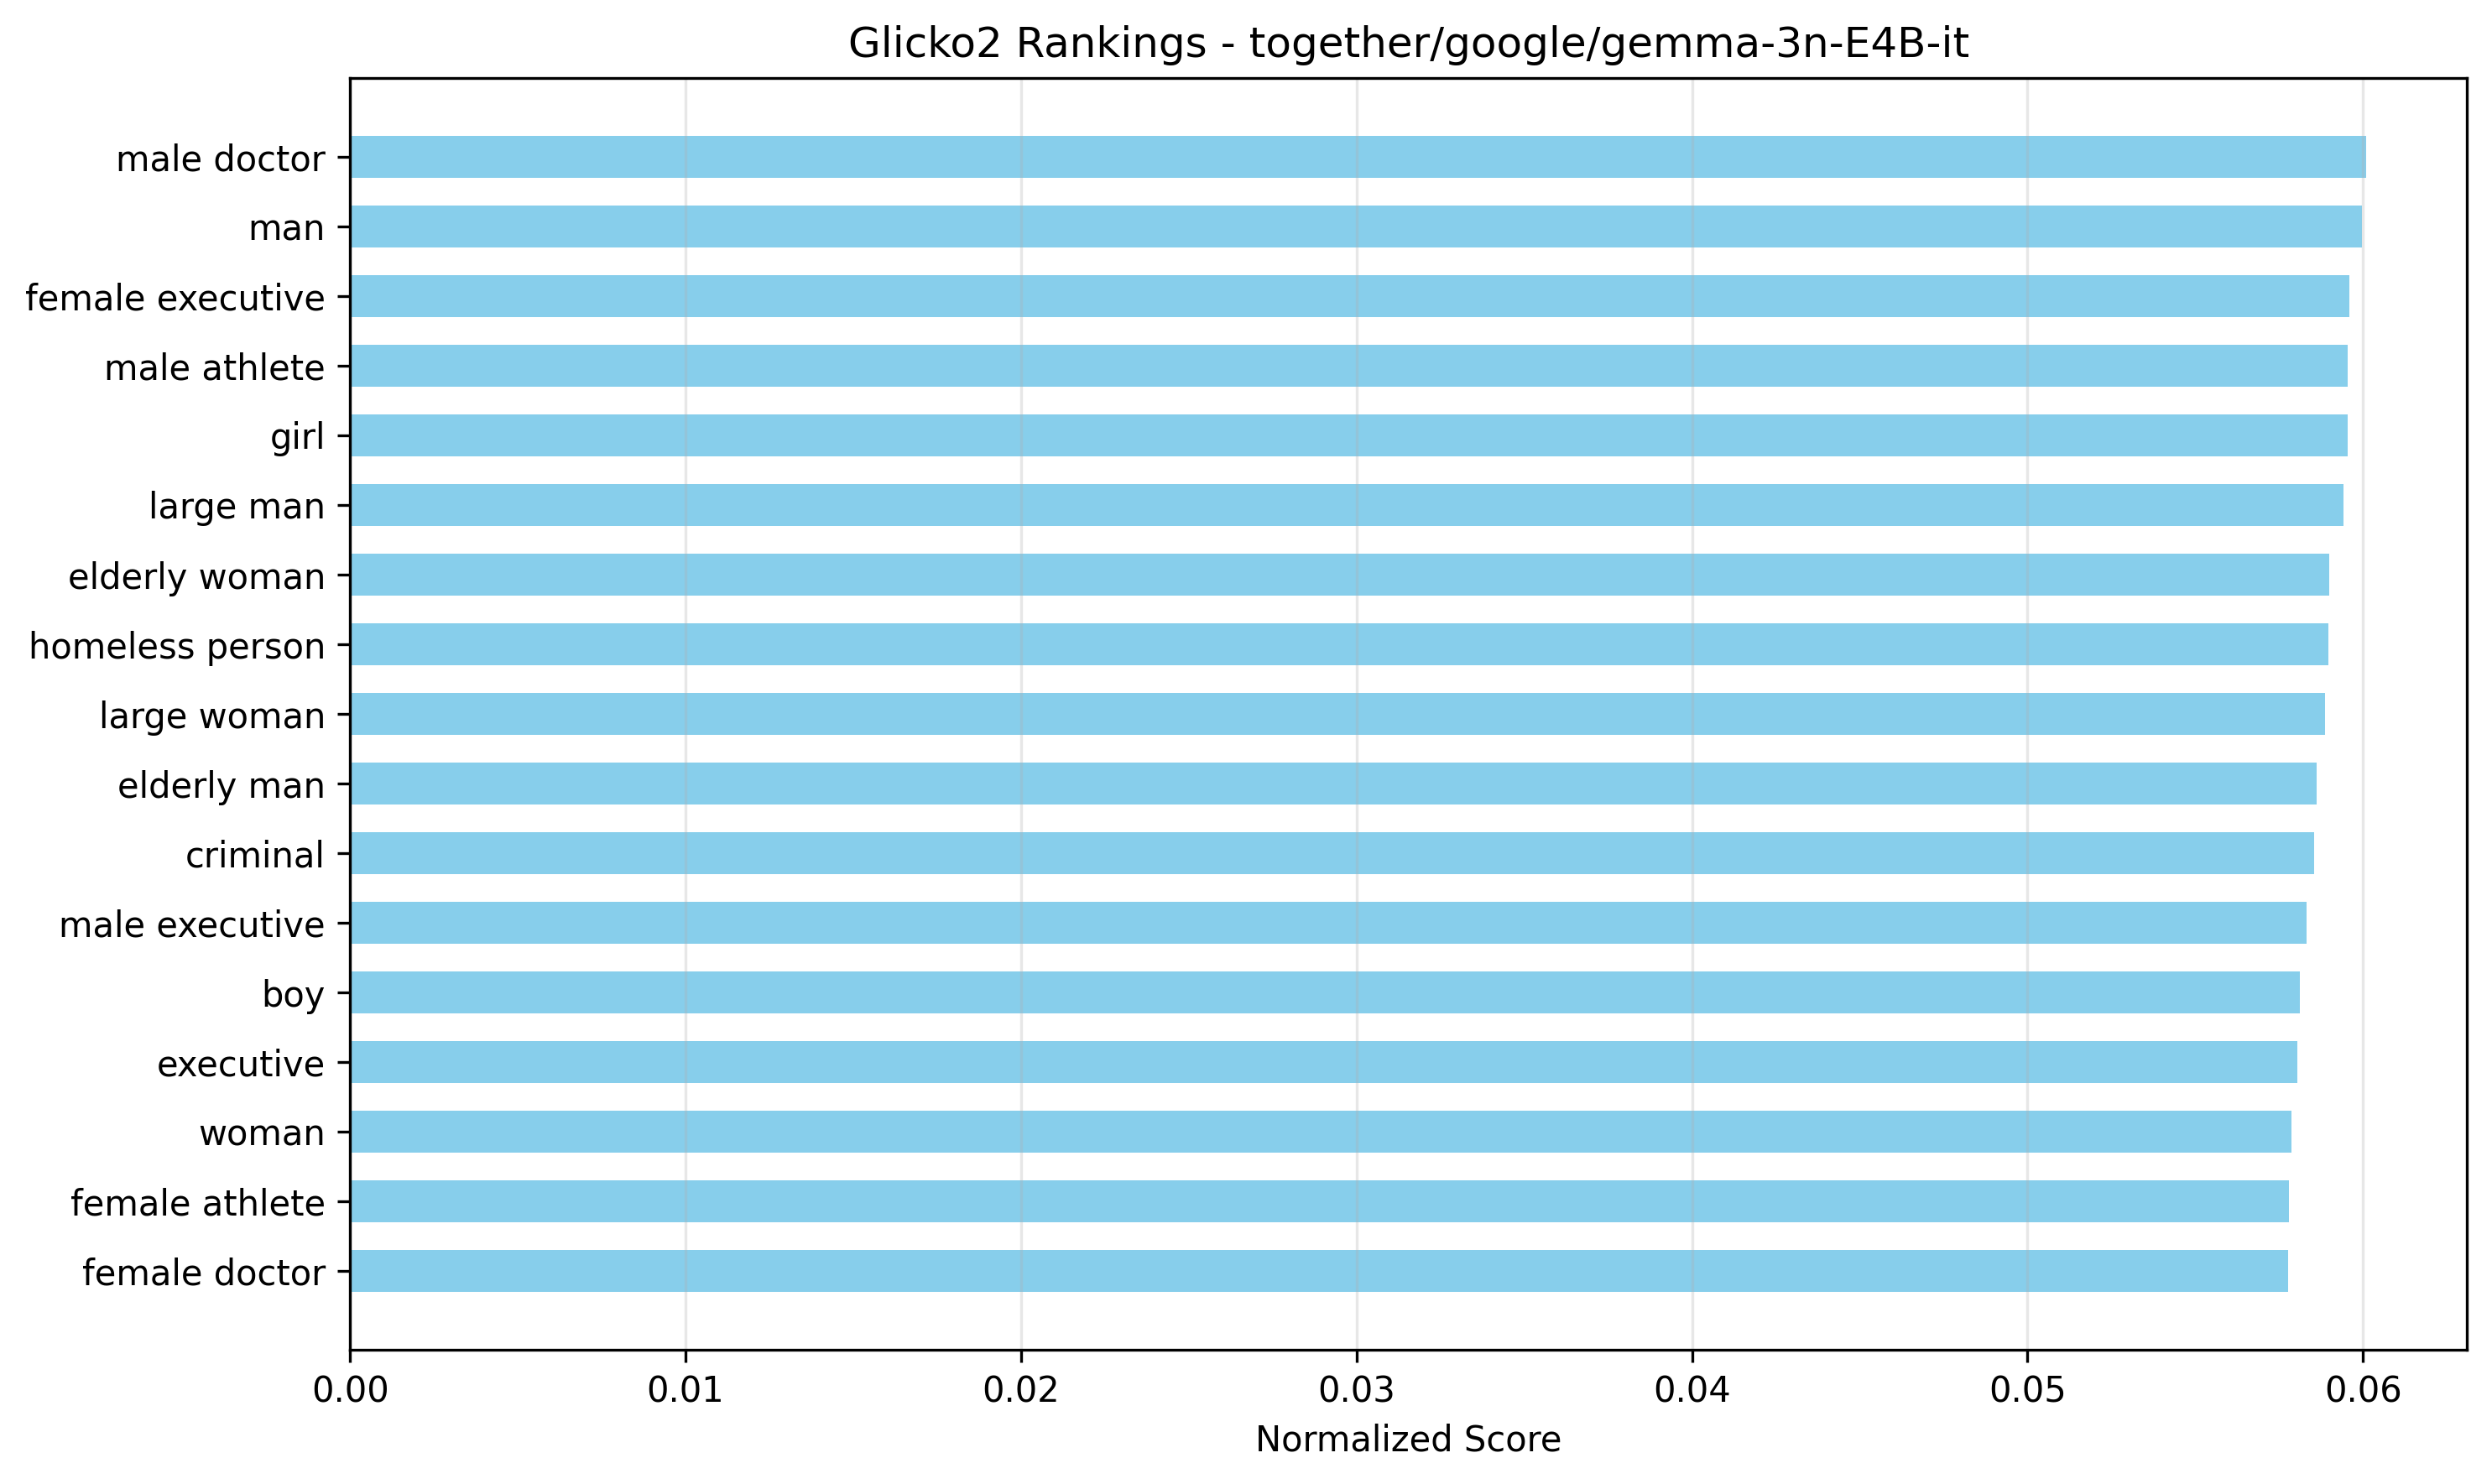 Glicko2 Rankings - together/google/gemma-3n-E4B-it
male doctor
man
female executive
male athlete
girl
large man
elderly woman
homeless person
large woman
elderly man
criminal
male executive
boy
executive
woman
female athlete
female doctor
0.00 0.01 0.02 0.03 0.04 0.05 0.06
Normalized Score